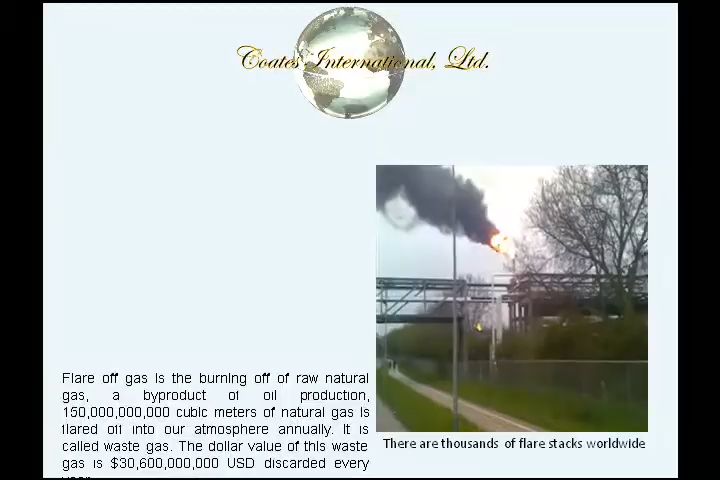 Coates International, Ltd.
Flare off gas is the burning off of raw natural
gas, a byproduct of oil production,
150,000,000,000 cubic meters of natural gas is
flared off into our atmosphere annually. It is
called waste gas. The dollar value of this waste
gas is $30,600,000,000 USD discarded every
There are thousands of flare stacks worldwide